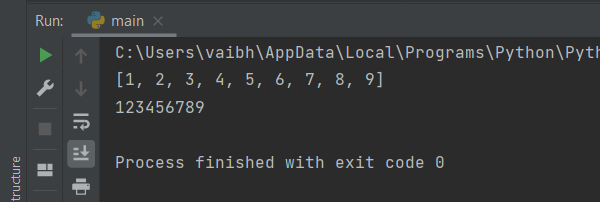 Run: main
C:\Users\vaibh\AppData\Local\Programs\Python\Pyth
[1, 2, 3, 4, 5, 6, 7, 8, 9]
123456789
Process finished with exit code 0
tructure